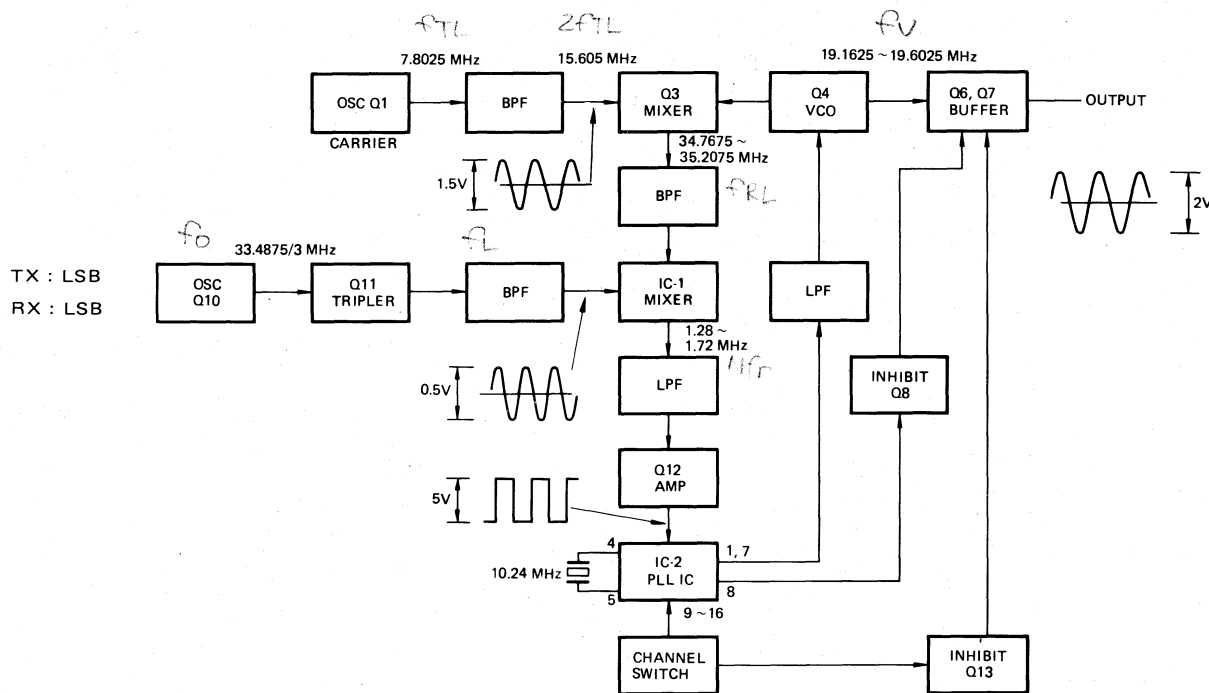 fTL
2fTL
fV
7.8025 MHz
15.605 MHz
19.1625 ~ 19.6025 MHz
OSC Q1
BPF
Q3
MIXER
Q4
VCO
Q6, Q7
BUFFER
OUTPUT
CARRIER
34.7675 ~
35.2075 MHz
1.5V
BPF
fRL
2V
fo
33.4875/3 MHz
fL
TX : LSB
RX : LSB
OSC
Q10
Q11
TRIPLER
BPF
IC-1
MIXER
LPF
1.28 ~
1.72 MHz
Nfr
0.5V
LPF
INHIBIT
Q8
Q12
AMP
5V
4
IC-2
PLL IC
1, 7
10.24 MHz
5
8
9 ~ 16
CHANNEL
SWITCH
INHIBIT
Q13